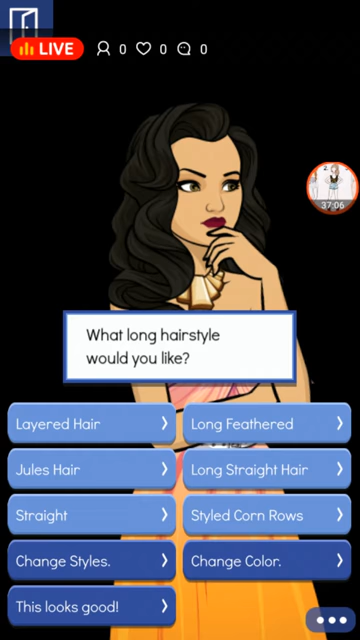 LIVE 0 0 0
37:06
What long hairstyle
would you like?
Layered Hair
Long Feathered
Jules Hair
Long Straight Hair
Straight
Styled Corn Rows
Change Styles.
Change Color.
This looks good!